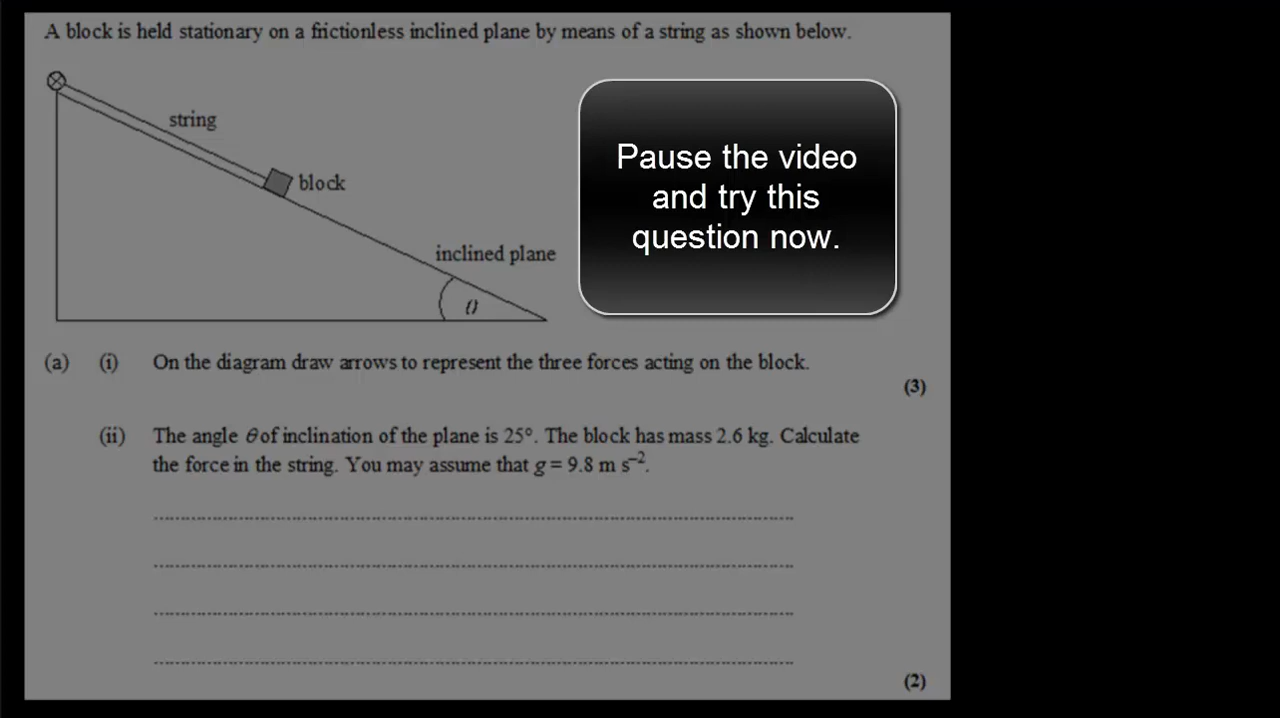 A block is held stationary on a frictionless inclined plane by means of a string as shown below.
string
block
inclined plane
θ
Pause the video
and try this
question now.
(a) (i) On the diagram draw arrows to represent the three forces acting on the block.
(3)
(ii) The angle θ of inclination of the plane is 25°. The block has mass 2.6 kg. Calculate
the force in the string. You may assume that g = 9.8 m s⁻².
(2)